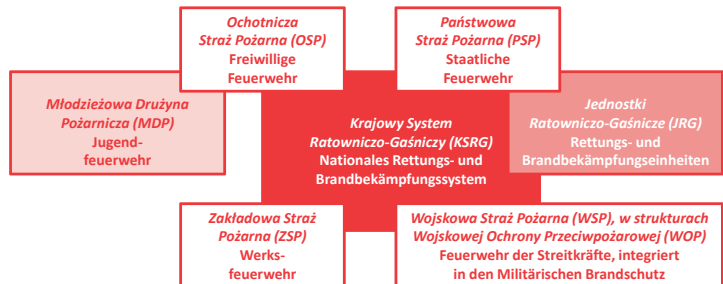 Ochotnicza
Straż Pożarna (OSP)
Freiwillige
Feuerwehr
Państwowa
Straż Pożarna (PSP)
Staatliche
Feuerwehr
Młodzieżowa Drużyna
Pożarnicza (MDP)
Jugend-
feuerwehr
Krajowy System
Ratowniczo-Gaśniczy (KSRG)
Nationales Rettungs- und
Brandbekämpfungssystem
Jednostki
Ratowniczo-Gaśnicze (JRG)
Rettungs- und
Brandbekämpfungseinheiten
Zakładowa Straż
Pożarna (ZSP)
Werks-
feuerwehr
Wojskowa Straż Pożarna (WSP), w strukturach
Wojskowej Ochrony Przeciwpożarowej (WOP)
Feuerwehr der Streitkräfte, integriert
in den Militärischen Brandschutz